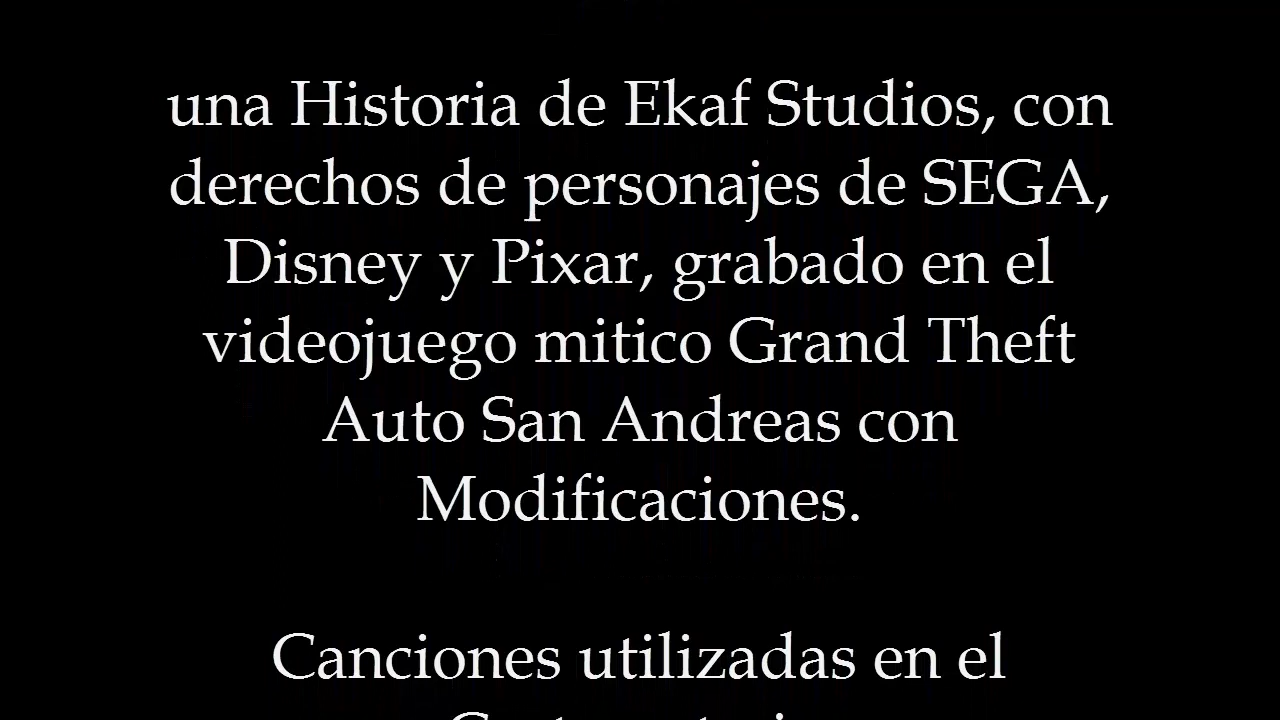 una Historia de Ekaf Studios, con
derechos de personajes de SEGA,
Disney y Pixar, grabado en el
videojuego mitico Grand Theft
Auto San Andreas con
Modificaciones.
Canciones utilizadas en el